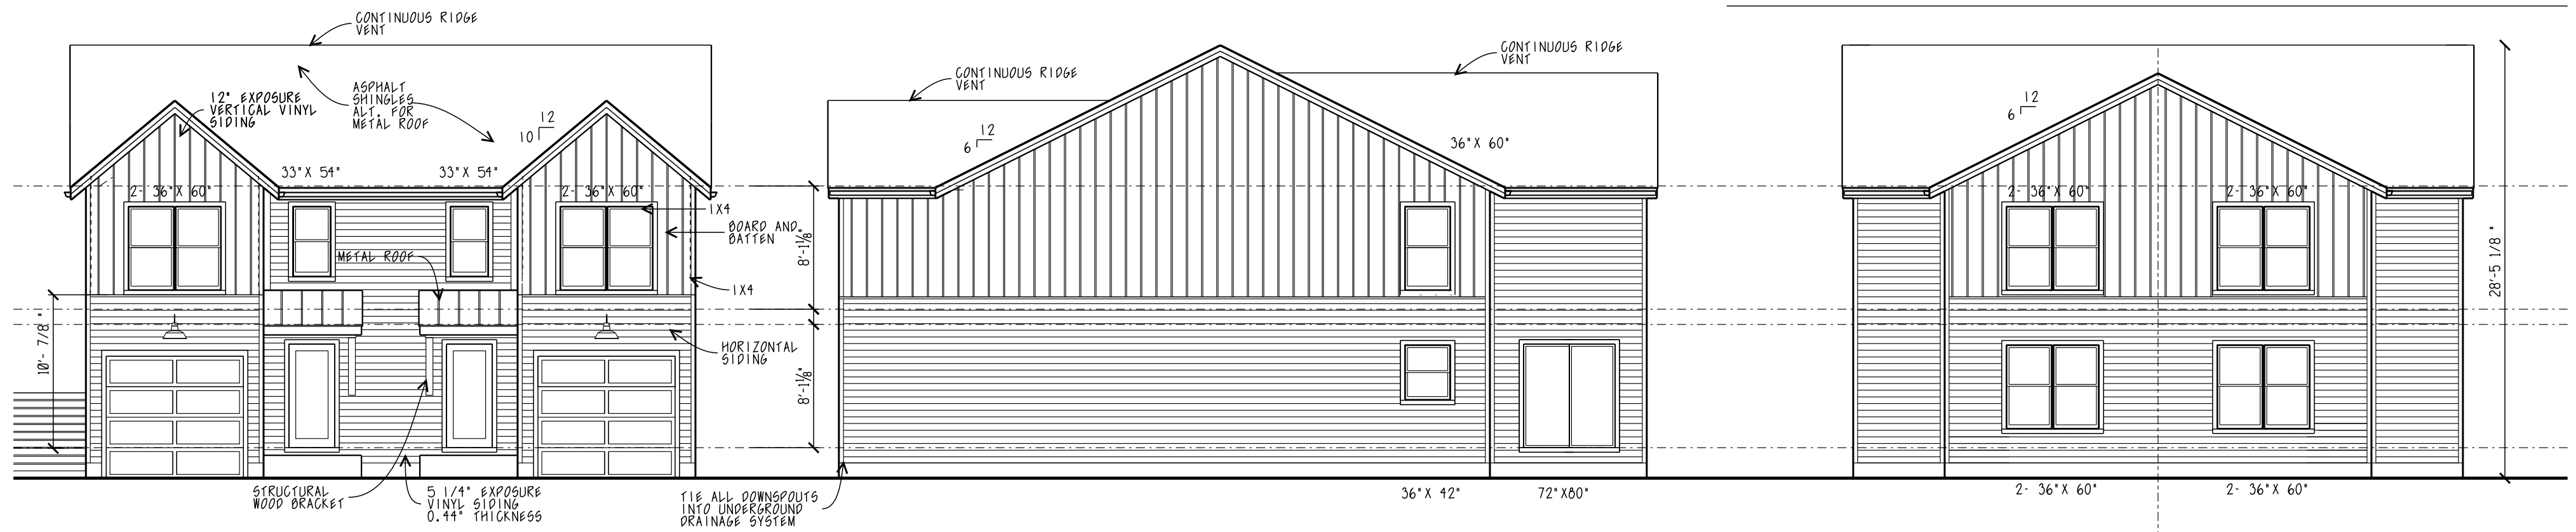 CONTINUOUS RIDGE
VENT
12" EXPOSURE
VERTICAL VINYL
SIDING
ASPHALT
SHINGLES
ALT. FOR
METAL ROOF
12
10
33"X 54"
33"X 54"
2- 36"X 60"
2- 36"X 60"
1X4
BOARD AND
BATTEN
METAL ROOF
1X4
10'- 7/8 "
HORIZONTAL
SIDING
STRUCTURAL
WOOD BRACKET
5 1/4" EXPOSURE
VINYL SIDING
0.44" THICKNESS
8'-1 1/8"
8'-1 1/8"
CONTINUOUS RIDGE
VENT
CONTINUOUS RIDGE
VENT
12
6
36"X 60"
TIE ALL DOWNSPOUTS
INTO UNDERGROUND
DRAINAGE SYSTEM
36"X 42"
72"X80"
12
6
2- 36"X 60"
2- 36"X 60"
28'-5 1/8 "
2- 36"X 60"
2- 36"X 60"